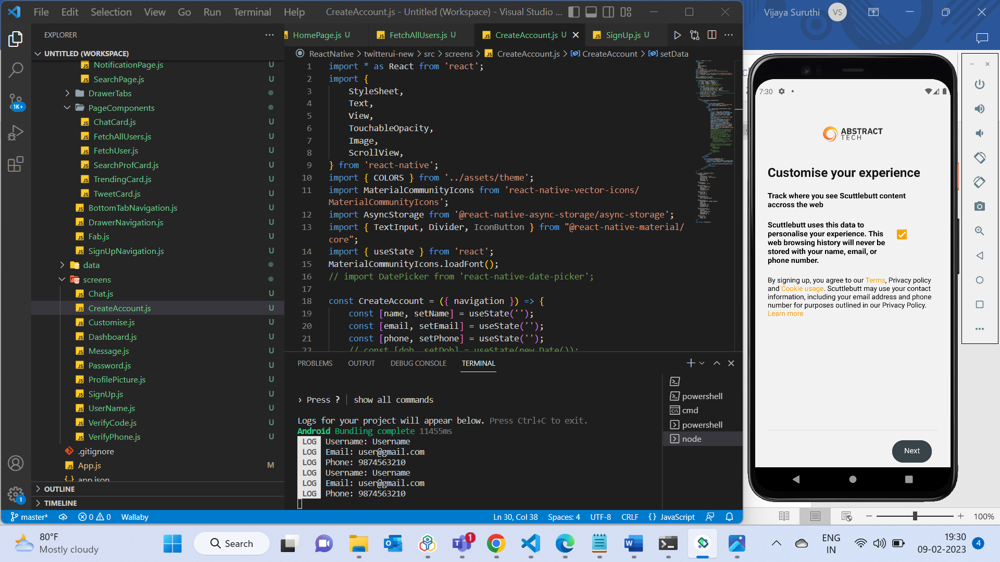 File Edit Selection View Go Run Terminal Help CreateAccount.js - Untitled (Workspace) - Visual Studio ...
Vijaya Suruthi VS
EXPLORER
UNTITLED (WORKSPACE)
NotificationPage.js U
SearchPage.js U
DrawerTabs
PageComponents
ChatCard.js U
FetchAllUsers.js U
FetchUser.js U
SearchProfCard.js U
TrendingCard.js U
TweetCard.js U
BottomTabNavigation.js U
DrawerNavigation.js U
Fab.js U
SignUpNavigation.js U
data
screens
Chat.js U
CreateAccount.js U
Customise.js U
Dashboard.js U
Message.js U
Password.js U
ProfilePicture.js U
SignUp.js U
UserName.js U
VerifyCode.js U
VerifyPhone.js U
.gitignore
App.js M
{..} app.json
OUTLINE
TIMELINE
1K+
1
HomePage.js U FetchAllUsers.js U CreateAccount.js U SignUp.js U
ReactNative > twitterui-new > src > screens > CreateAccount.js > CreateAccount > setData
1 import * as React from 'react';
2 import {
3 StyleSheet,
4 Text,
5 View,
6 TouchableOpacity,
7 Image,
8 ScrollView,
9 } from 'react-native';
10 import { COLORS } from '../assets/theme';
11 import MaterialCommunityIcons from 'react-native-vector-icons/
MaterialCommunityIcons';
12 import AsyncStorage from '@react-native-async-storage/async-storage';
13 import { TextInput, Divider, IconButton } from "@react-native-material/
core";
14 import { useState } from 'react';
15 MaterialCommunityIcons.loadFont();
16 // import DatePicker from 'react-native-date-picker';
17
18 const CreateAccount = ({ navigation }) => {
19 const [name, setName] = useState('');
20 const [email, setEmail] = useState('');
21 const [phone, setPhone] = useState('');
22 // const [dob, setDob] = useState(new Date());
PROBLEMS OUTPUT DEBUG CONSOLE TERMINAL
› Press ? │ show all commands
Logs for your project will appear below. Press Ctrl+C to exit.
Android Bundling complete 11455ms
LOG Username: Username
LOG Email: user@gmail.com
LOG Phone: 9874563210
LOG Username: Username
LOG Email: user@gmail.com
LOG Phone: 9874563210
powershell
cmd
powershell
node
master* 0 0 Wallaby Ln 30, Col 38 Spaces: 4 UTF-8 CRLF {} JavaScript
7:30
ABSTRACT
TECH
Customise your experience
Track where you see Scuttlebutt content
accross the web
Scuttlebutt uses this data to
personalise your experience. This
web browsing history will never be
stored with your name, email, or
phone number.
By signing up, you agree to our Terms, Privacy policy
and Cookie usage. Scuttlebutt may use your contact
information, including your email address and phone
number for purposes outlined in our Privacy Policy.
Learn more
Next
100%
80°F
Mostly cloudy
Search
1
ENG
IN
19:30
09-02-2023
4